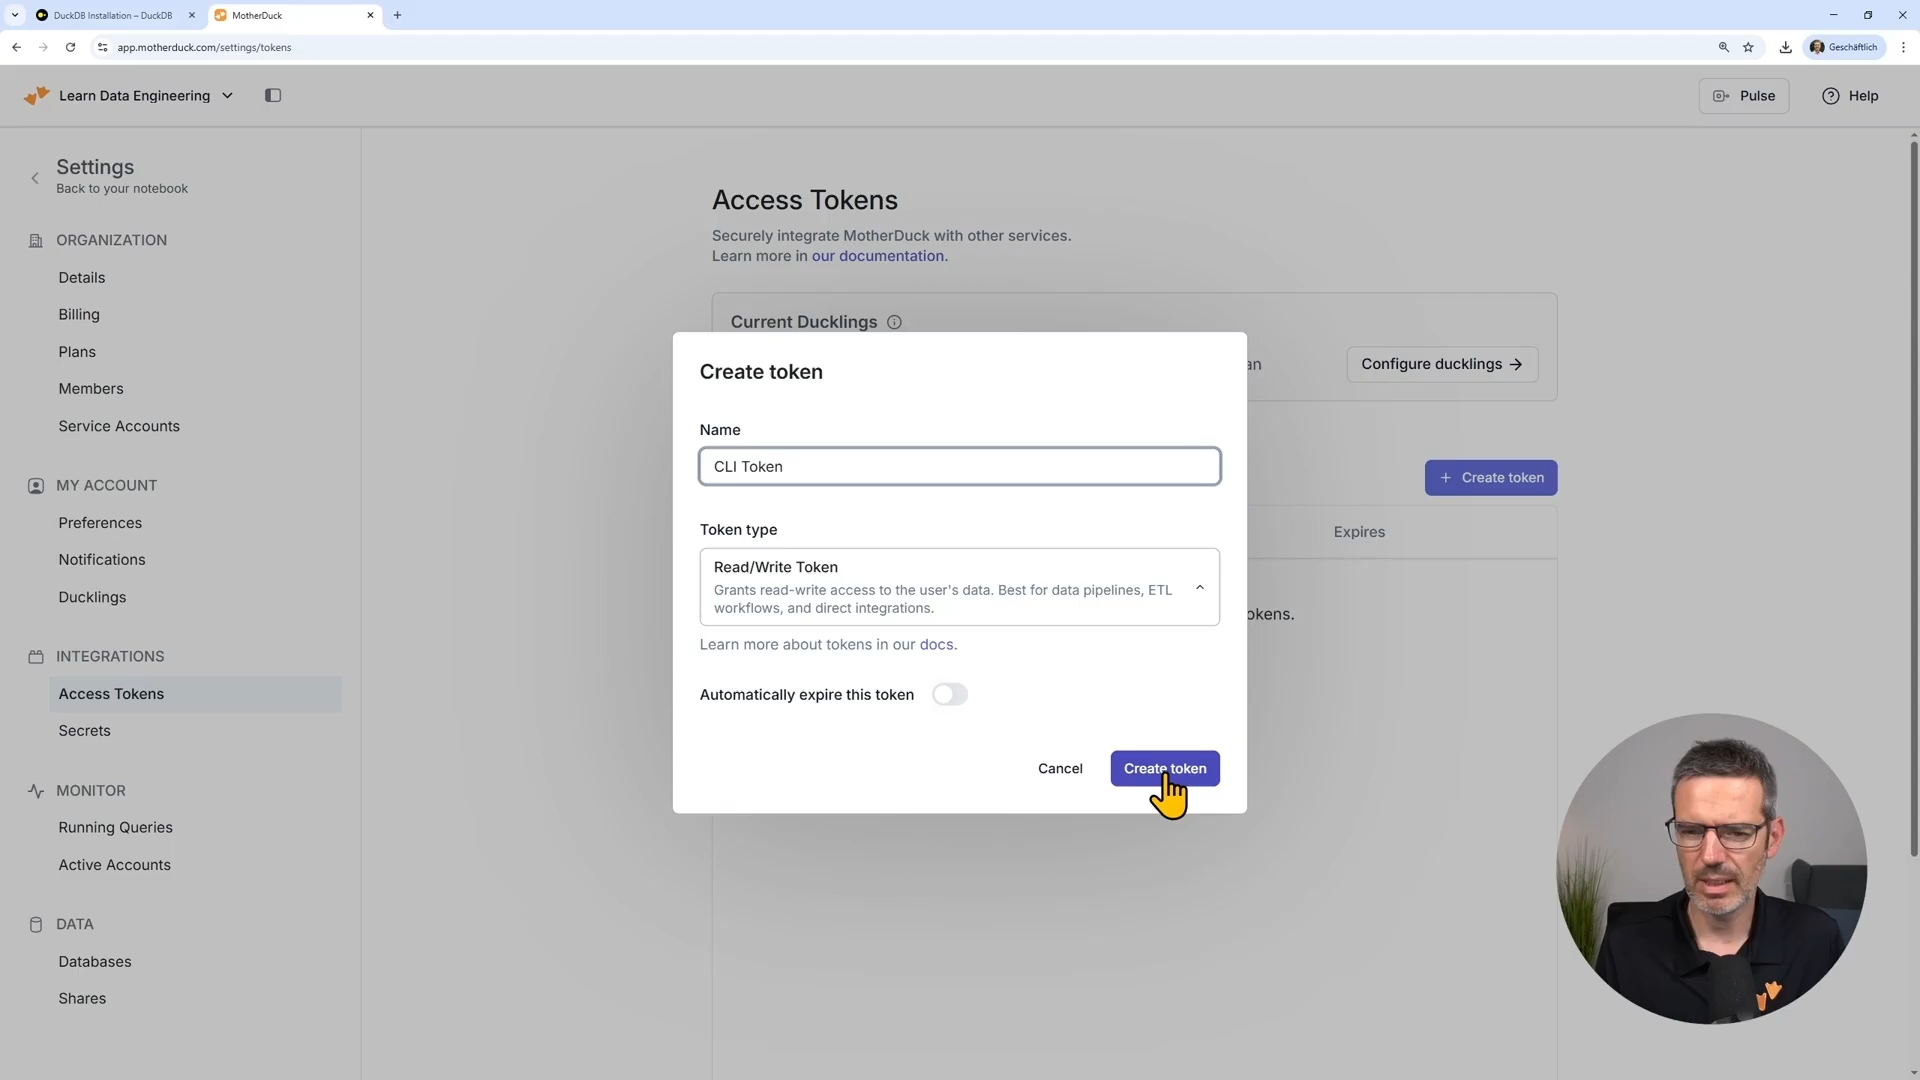 DuckDB Installation – DuckDB
MotherDuck
app.motherduck.com/settings/tokens
Geschäftlich
Learn Data Engineering
Pulse
Help
Settings
Back to your notebook
ORGANIZATION
Details
Billing
Plans
Members
Service Accounts
MY ACCOUNT
Preferences
Notifications
Ducklings
INTEGRATIONS
Access Tokens
Secrets
MONITOR
Running Queries
Active Accounts
DATA
Databases
Shares
Access Tokens
Securely integrate MotherDuck with other services.
Learn more in our documentation.
Current Ducklings
an
Configure ducklings
+ Create token
Expires
okens.
Create token
Name
CLI Token
Token type
Read/Write Token
Grants read-write access to the user's data. Best for data pipelines, ETL
workflows, and direct integrations.
Learn more about tokens in our docs.
Automatically expire this token
Cancel
Create token